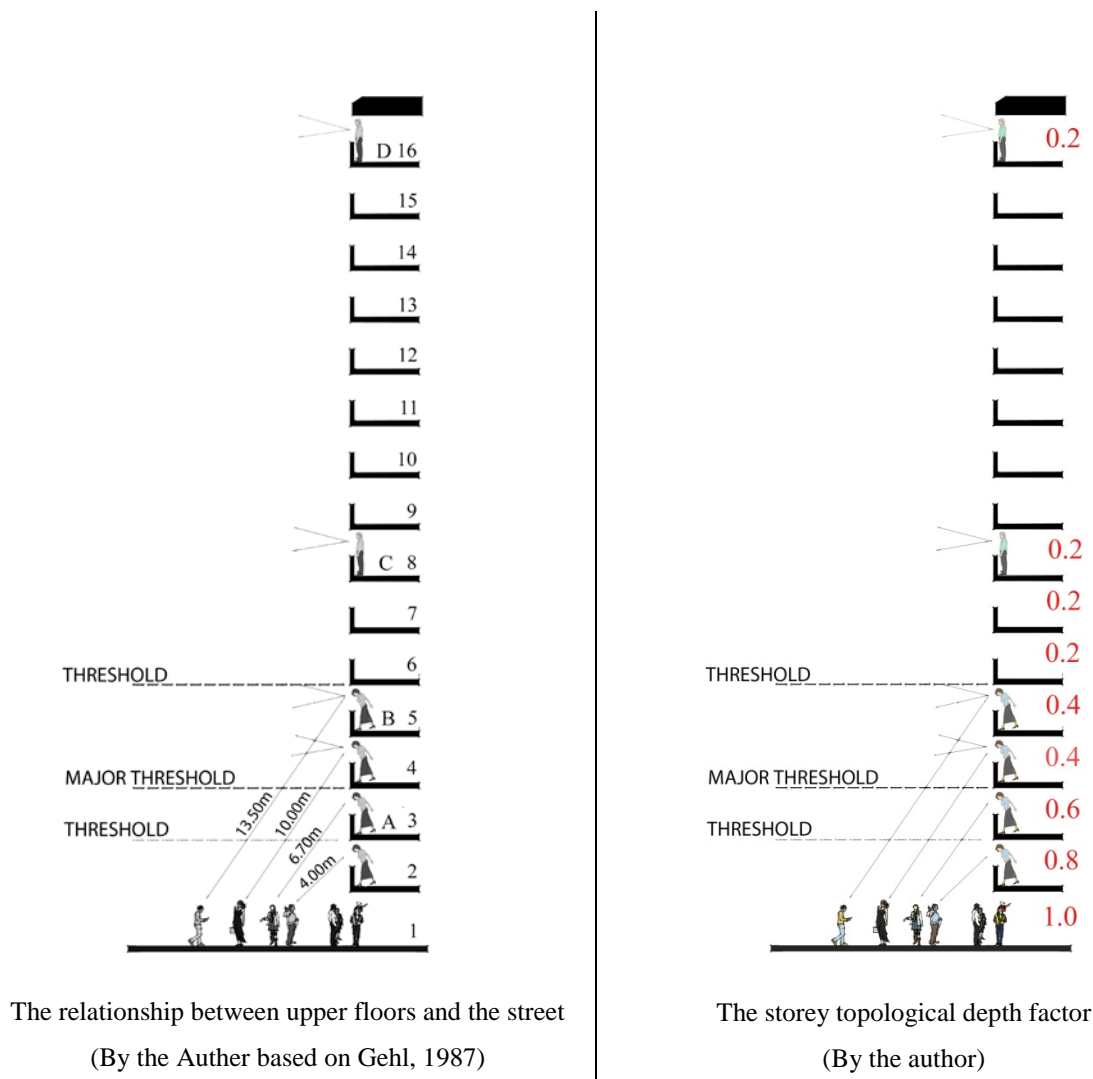 D 16
15
14
13
12
11
10
9
C 8
7
6
THRESHOLD
B 5
4
MAJOR THRESHOLD
A 3
THRESHOLD
13.50m
10.00m
6.70m
4.00m
2
1
The relationship between upper floors and the street
(By the Auther based on Gehl, 1987)
0.2
0.2
0.2
0.2
THRESHOLD
0.4
0.4
MAJOR THRESHOLD
0.6
THRESHOLD
0.8
1.0
The storey topological depth factor
(By the author)